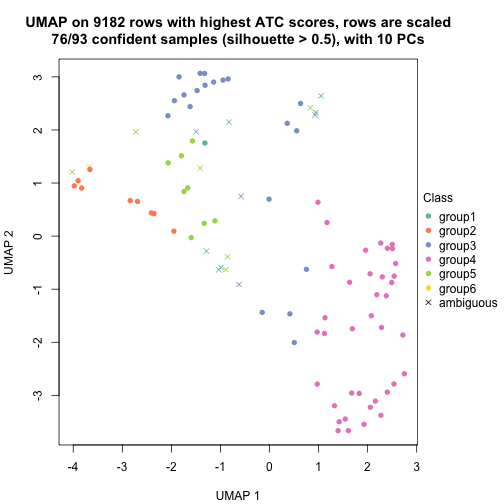 UMAP on 9182 rows with highest ATC scores, rows are scaled
76/93 confident samples (silhouette > 0.5), with 10 PCs
3
2
1
0
-1
-2
-3
UMAP 2
-4
-3
-2
-1
0
1
2
3
UMAP 1
Class
group1
group2
group3
group4
group5
group6
ambiguous